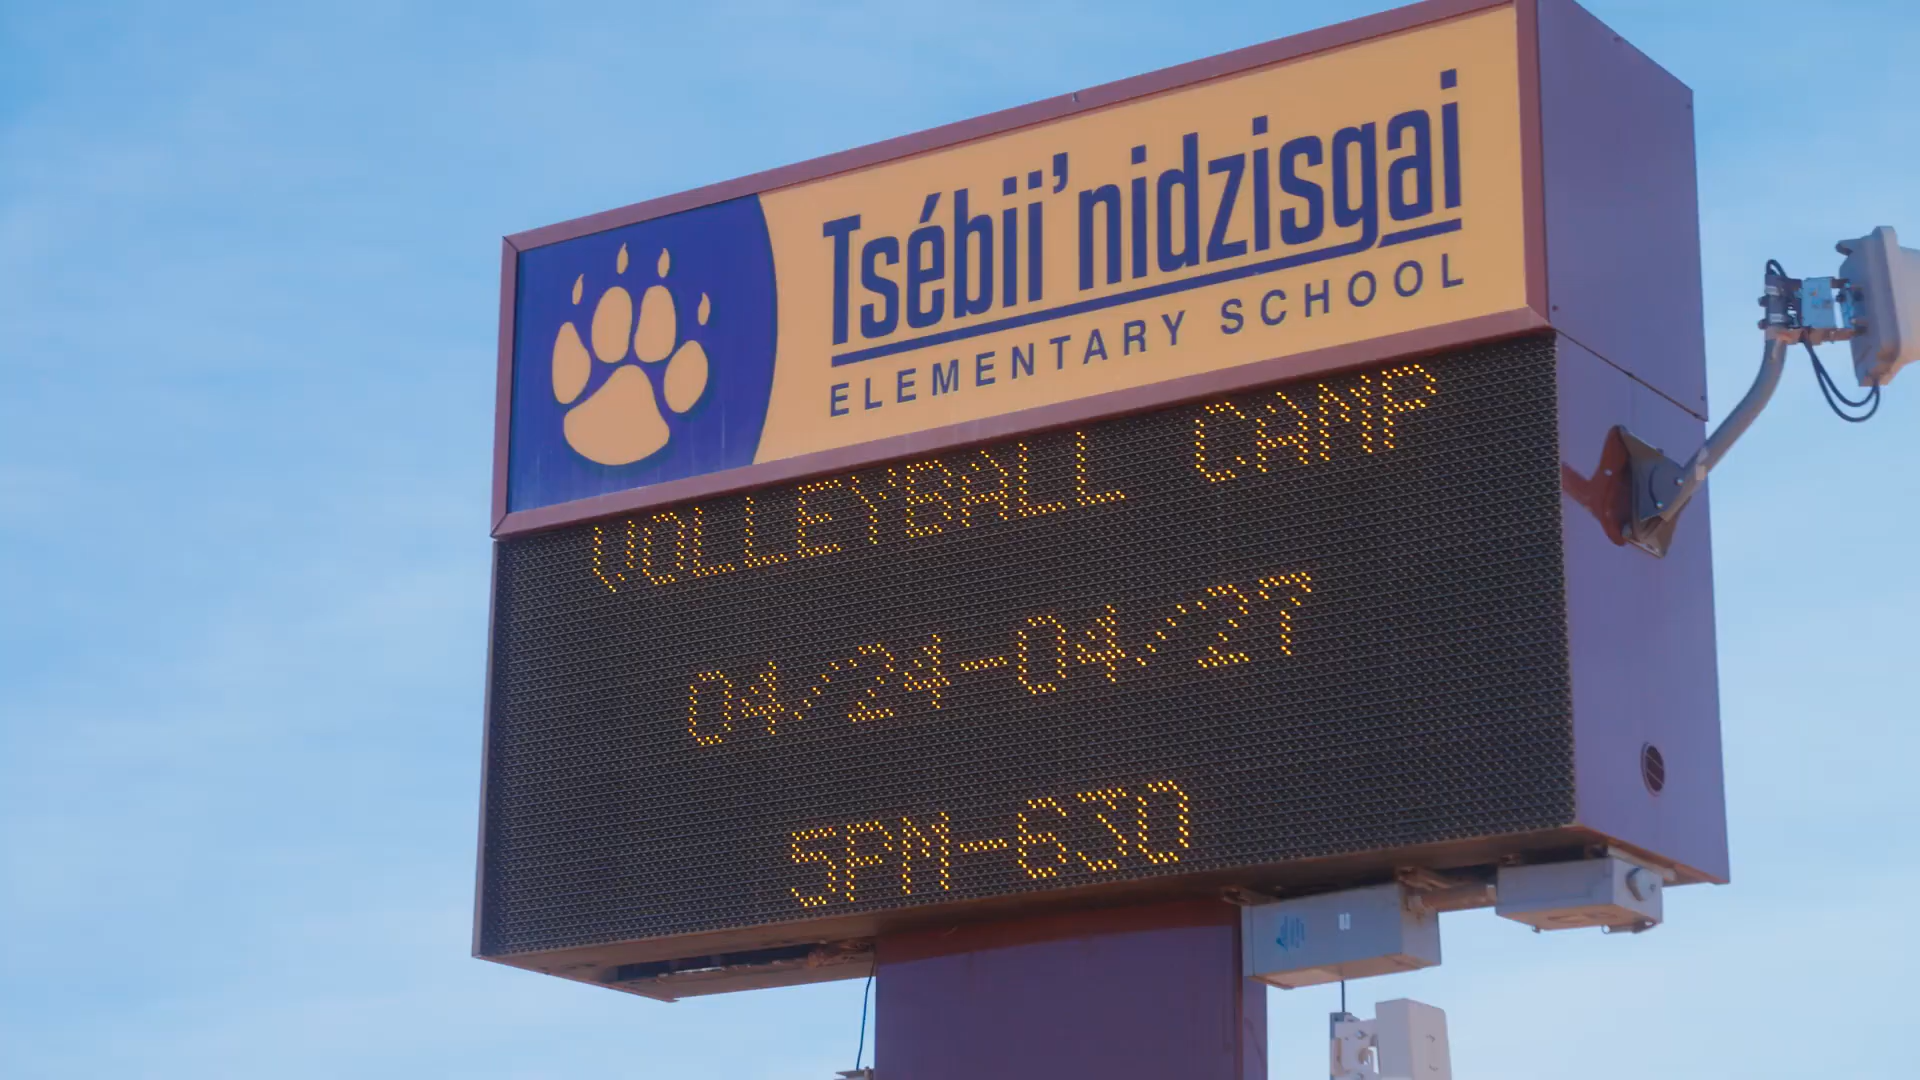 Tsébii’nidzisgai
ELEMENTARY SCHOOL
VOLLEYBALL CAMP
04/24-04/27
5PM-630